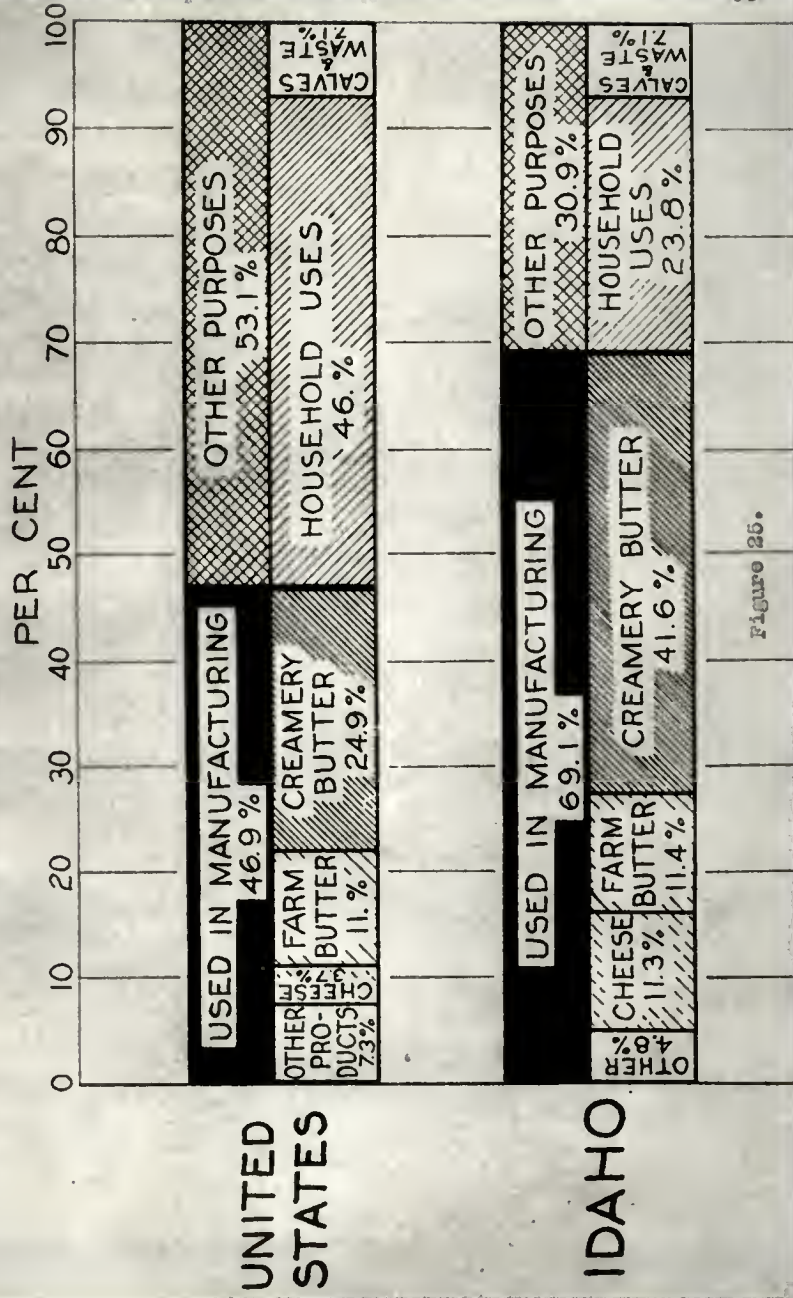 PER CENT
0 10 20 30 40 50 60 70 80 90 100
UNITED
STATES
USED IN MANUFACTURING
46.9%
OTHER PURPOSES
53.1%
OTHER
PRO-
DUCTS
7.3%
CHEESE
3.7%
FARM
BUTTER
11.%
CREAMERY
BUTTER
24.9%
HOUSEHOLD USES
46.%
CALVES
&
WASTE
7.1%
IDAHO
USED IN MANUFACTURING
69.1%
OTHER PURPOSES
30.9%
OTHER
4.8%
CHEESE
11.3%
FARM
BUTTER
11.4%
CREAMERY BUTTER
41.6%
HOUSEHOLD
USES
23.8%
CALVES
&
WASTE
7.1%
Figure 25.